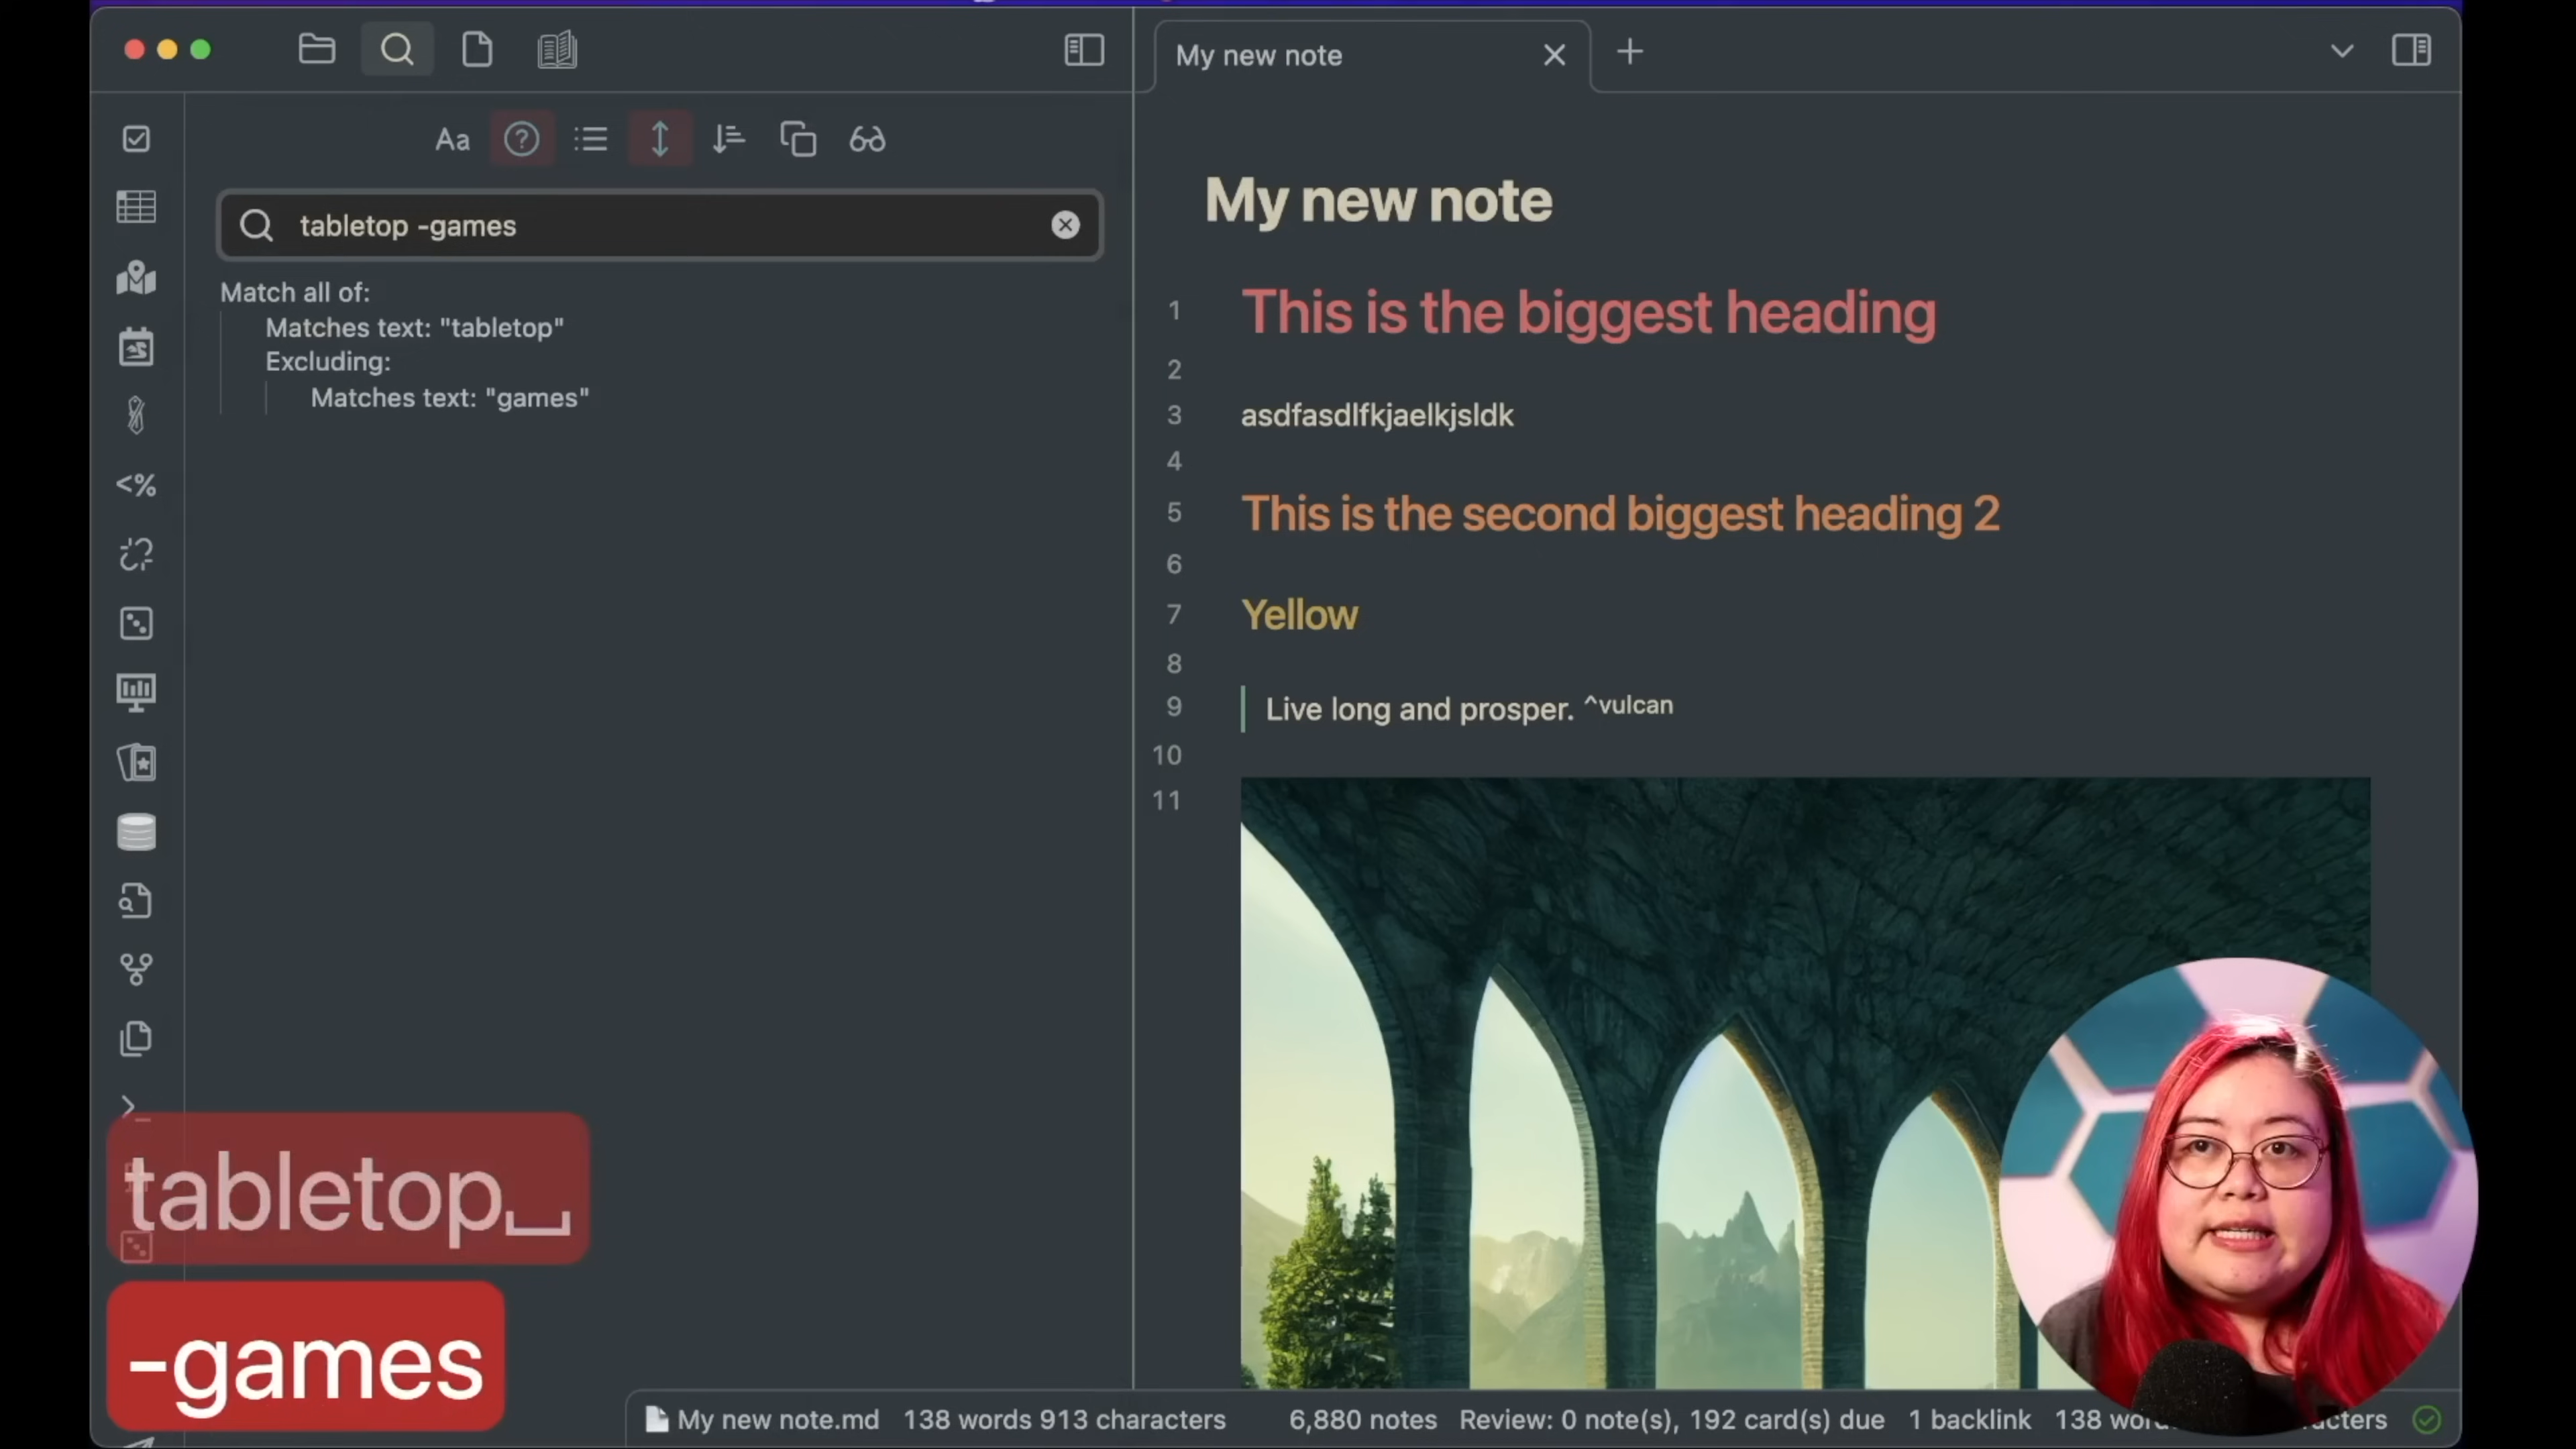 My new note
Aa
tabletop -games
Match all of:
Matches text: "tabletop"
Excluding:
Matches text: "games"
<%
My new note
1 This is the biggest heading
2
3 asdfasdlfkjaelkjsldk
4
5 This is the second biggest heading 2
6
7 Yellow
8
9 Live long and prosper. ^vulcan
10
11
tabletop␣
-games
My new note.md 138 words 913 characters 6,880 notes Review: 0 note(s), 192 card(s) due 1 backlink 138